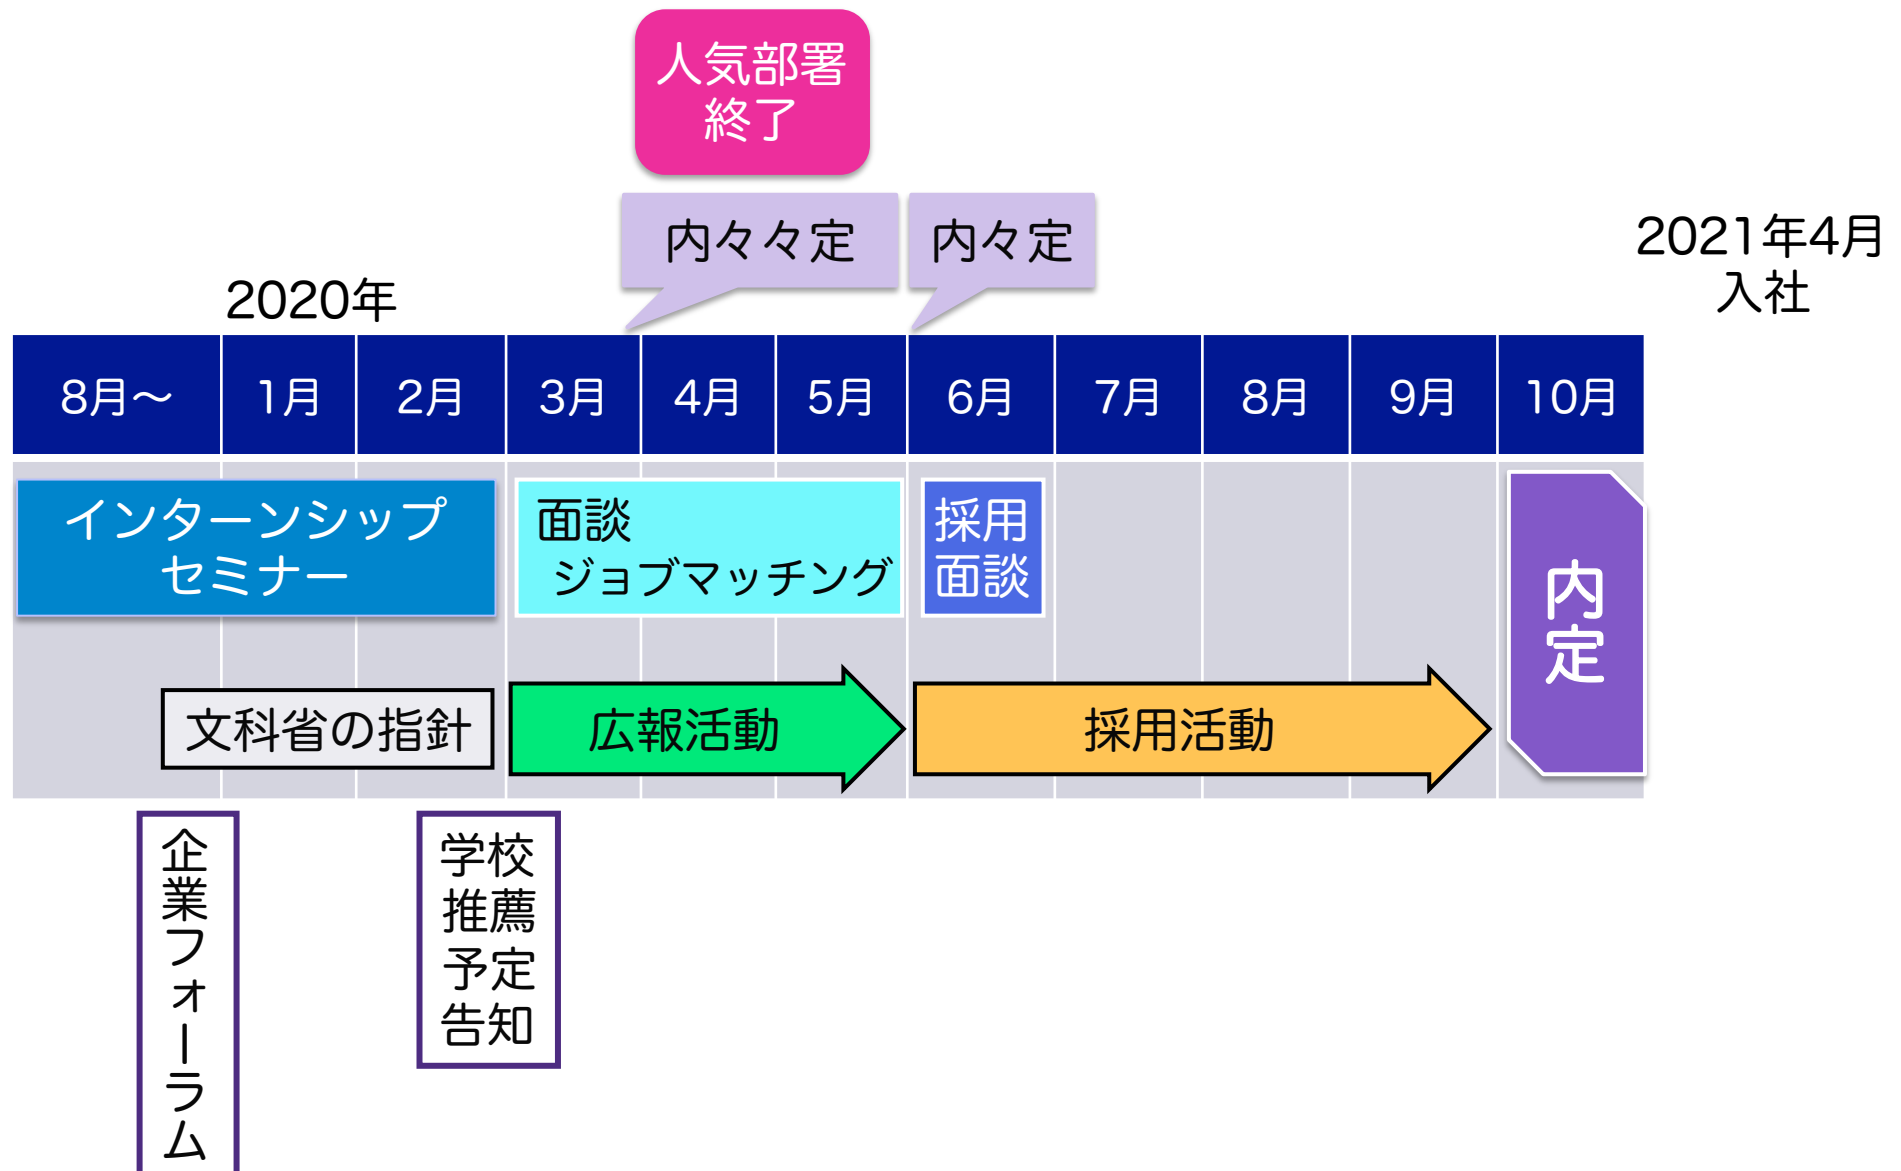 人気部署
終了
内々々定
内々定
2021年4月
入社
2020年
8月～
1月
2月
3月
4月
5月
6月
7月
8月
9月
10月
インターンシップ
セミナー
面談
ジョブマッチング
採用
面談
内定
文科省の指針
広報活動
採用活動
企業フォーラム
学校
推薦
予定
告知